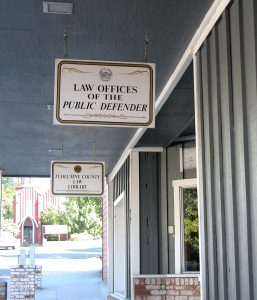 LAW OFFICES
OF THE
PUBLIC DEFENDER
TUOLUMNE COUNTY
LAW
LIBRARY